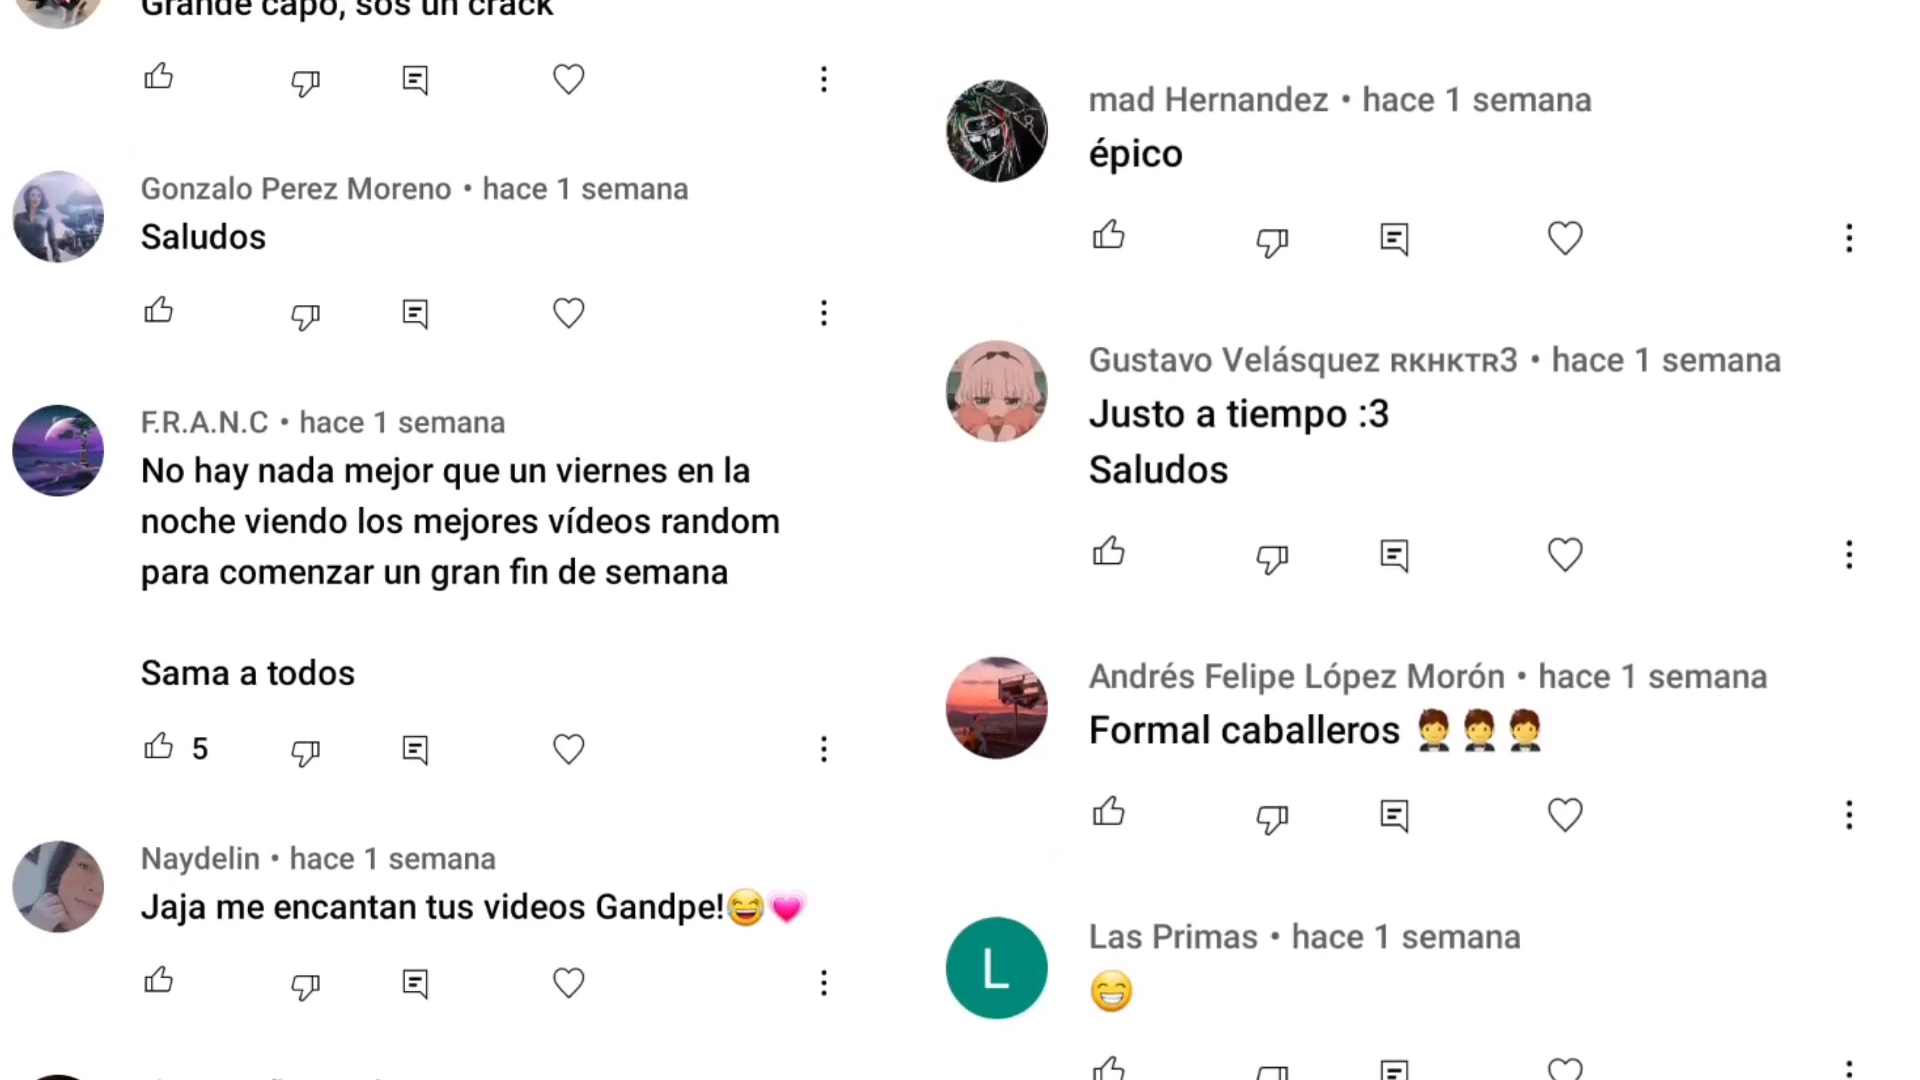 Grande capo, sos un crack
Gonzalo Perez Moreno • hace 1 semana
Saludos
F.R.A.N.C • hace 1 semana
No hay nada mejor que un viernes en la
noche viendo los mejores vídeos random
para comenzar un gran fin de semana
Sama a todos
5
Naydelin • hace 1 semana
Jaja me encantan tus videos Gandpe!😂💗
mad Hernandez • hace 1 semana
épico
Gustavo Velásquez ʀᴋʜᴋᴛʀ3 • hace 1 semana
Justo a tiempo :3
Saludos
Andrés Felipe López Morón • hace 1 semana
Formal caballeros 🤵🤵🤵
Las Primas • hace 1 semana
L
😁